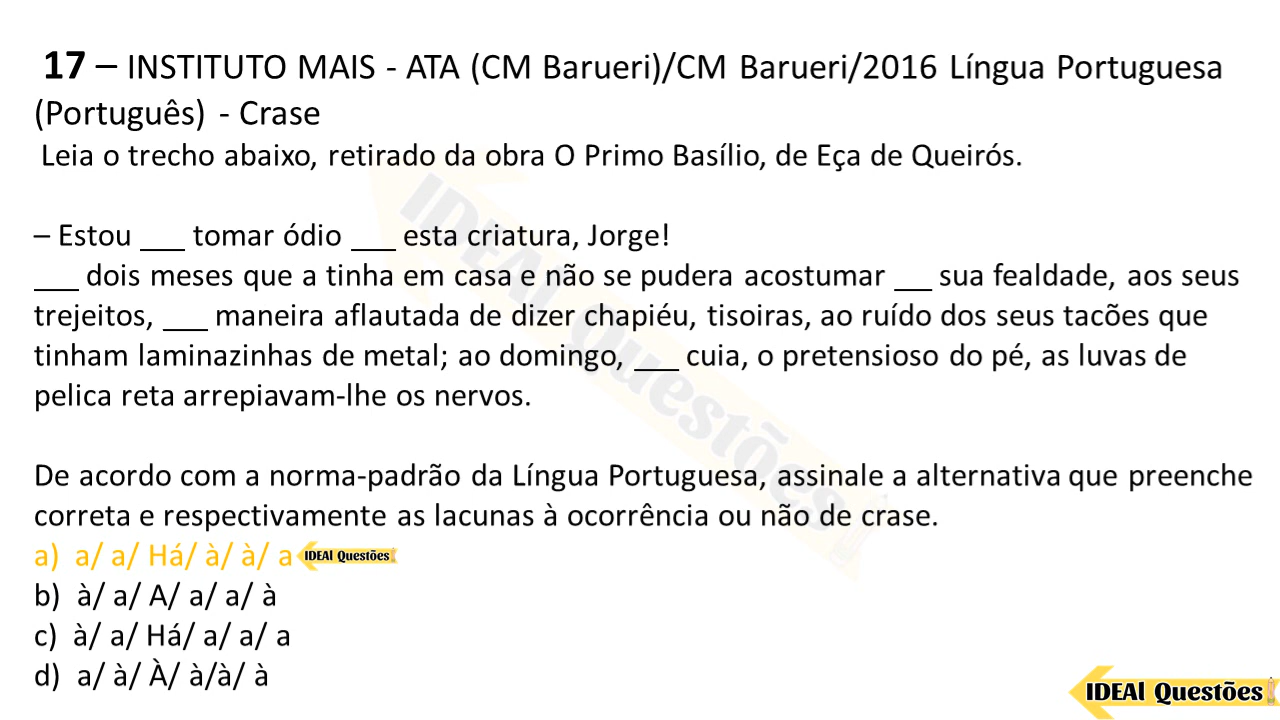 17 – INSTITUTO MAIS - ATA (CM Barueri)/CM Barueri/2016 Língua Portuguesa
(Português) - Crase
Leia o trecho abaixo, retirado da obra O Primo Basílio, de Eça de Queirós.
– Estou ___ tomar ódio ___ esta criatura, Jorge!
___ dois meses que a tinha em casa e não se pudera acostumar __ sua fealdade, aos seus
trejeitos, ___ maneira aflautada de dizer chapiéu, tisoiras, ao ruído dos seus tacões que
tinham laminazinhas de metal; ao domingo, ___ cuia, o pretensioso do pé, as luvas de
pelica reta arrepiavam-lhe os nervos.
De acordo com a norma-padrão da Língua Portuguesa, assinale a alternativa que preenche
correta e respectivamente as lacunas à ocorrência ou não de crase.
a) a/ a/ Há/ à/ à/ a IDEAl Questões
b) à/ a/ A/ a/ a/ à
c) à/ a/ Há/ a/ a/ a
d) a/ à/ À/ à/à/ à
IDEAl Questões
IDEAl Questões